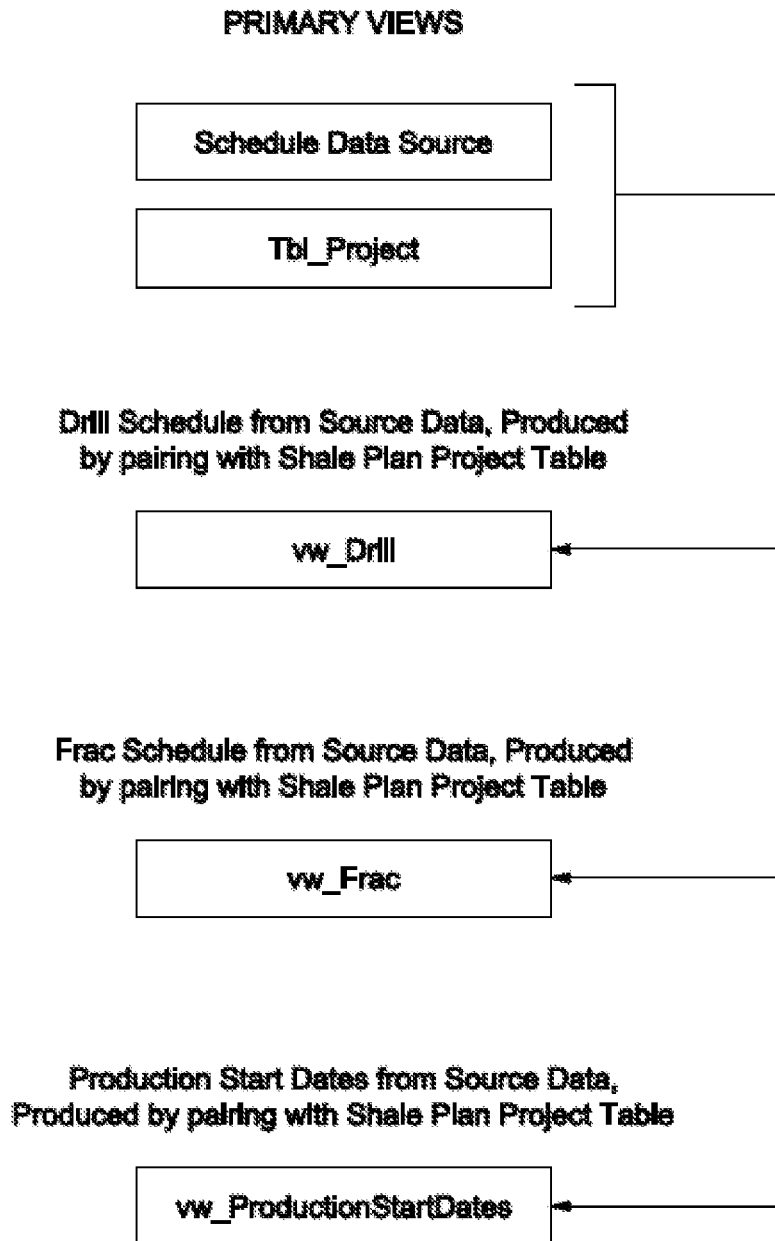 PRIMARY VIEWS
Schedule Data Source
Tbl_Project
Drill Schedule from Source Data, Produced
by pairing with Shale Plan Project Table
vw_Drill
Frac Schedule from Source Data, Produced
by pairing with Shale Plan Project Table
vw_Frac
Production Start Dates from Source Data,
Produced by pairing with Shale Plan Project Table
vw_ProductionStartDates